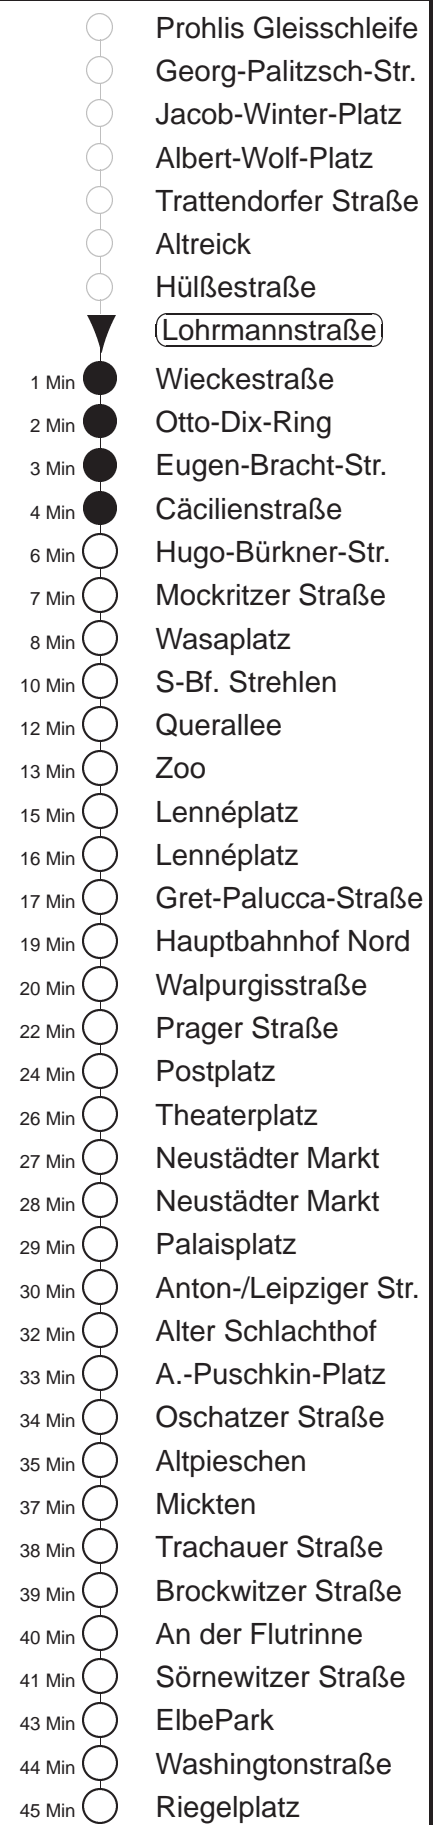 Prohlis Gleisschleife
Georg-Palitzsch-Str.
Jacob-Winter-Platz
Albert-Wolf-Platz
Trattendorfer Straße
Altreick
Hülßestraße
Lohrmannstraße
1 Min Wieckestraße
2 Min Otto-Dix-Ring
3 Min Eugen-Bracht-Str.
4 Min Cäcilienstraße
6 Min Hugo-Bürkner-Str.
7 Min Mockritzer Straße
8 Min Wasaplatz
10 Min S-Bf. Strehlen
12 Min Querallee
13 Min Zoo
15 Min Lennéplatz
16 Min Lennéplatz
17 Min Gret-Palucca-Straße
19 Min Hauptbahnhof Nord
20 Min Walpurgisstraße
22 Min Prager Straße
24 Min Postplatz
26 Min Theaterplatz
27 Min Neustädter Markt
28 Min Neustädter Markt
29 Min Palaisplatz
30 Min Anton-/Leipziger Str.
32 Min Alter Schlachthof
33 Min A.-Puschkin-Platz
34 Min Oschatzer Straße
35 Min Altpieschen
37 Min Mickten
38 Min Trachauer Straße
39 Min Brockwitzer Straße
40 Min An der Flutrinne
41 Min Sörnewitzer Straße
43 Min ElbePark
44 Min Washingtonstraße
45 Min Riegelplatz